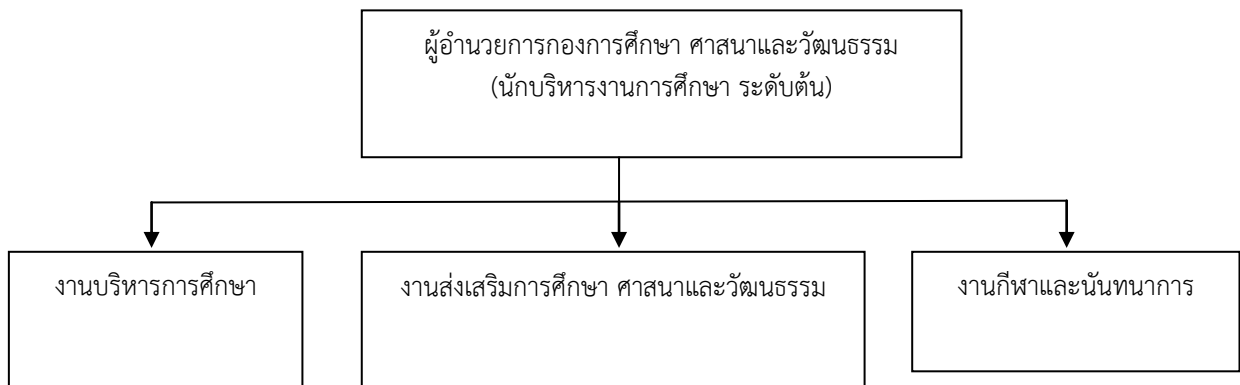 ผู้อำนวยการกองการศึกษา ศาสนาและวัฒนธรรม
(นักบริหารงานการศึกษา ระดับต้น)
งานบริหารการศึกษา
งานส่งเสริมการศึกษา ศาสนาและวัฒนธรรม
งานกีฬาและนันทนาการ